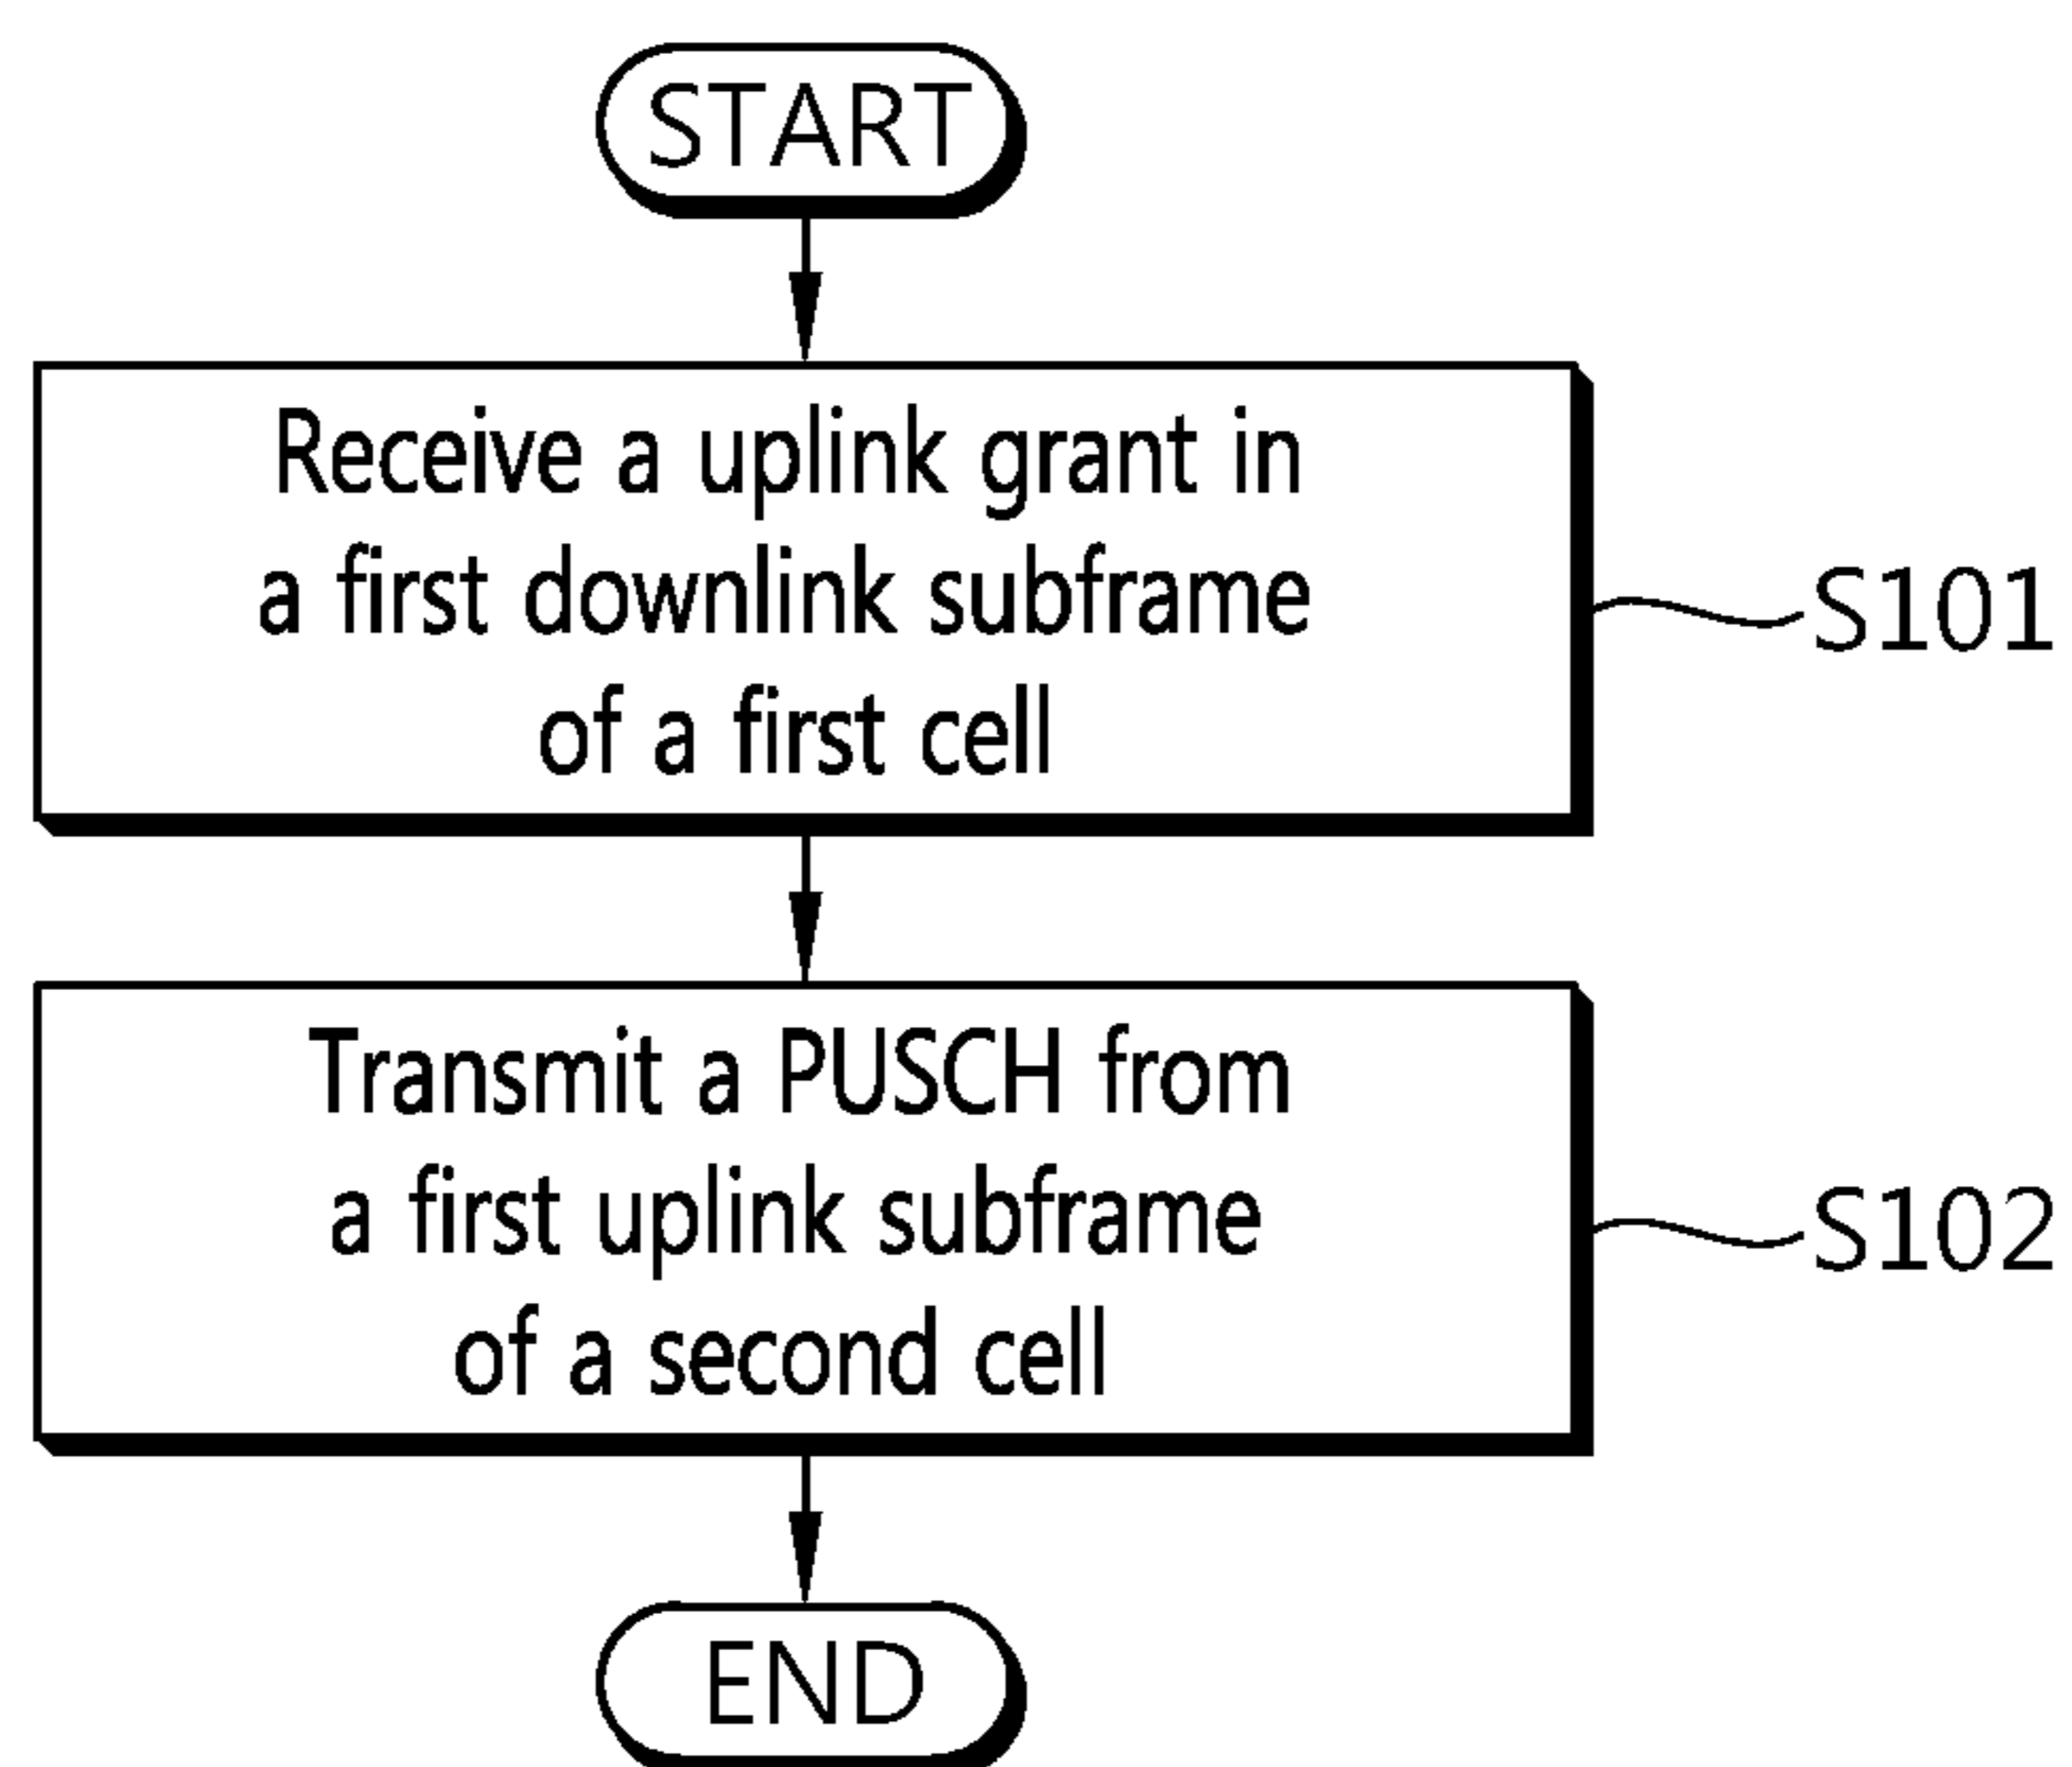 START
Receive a uplink grant in
a first downlink subframe
of a first cell
S101
Transmit a PUSCH from
a first uplink subframe
of a second cell
S102
END